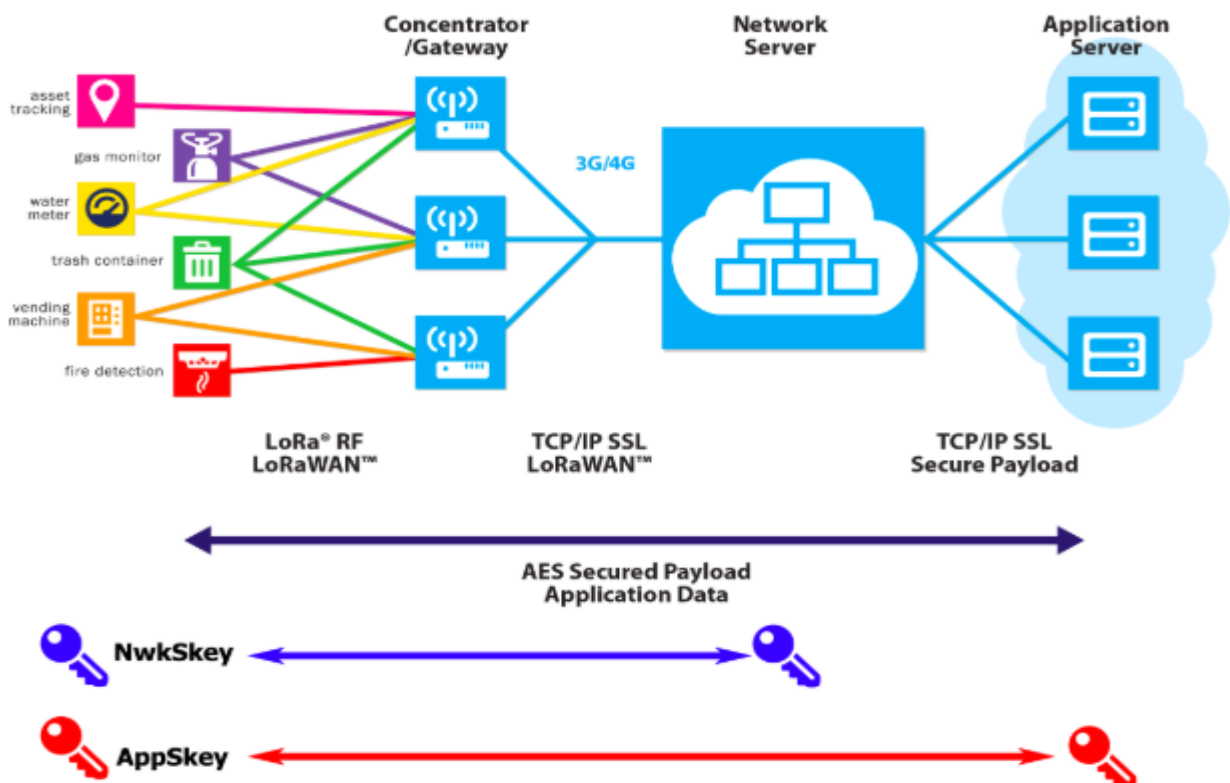 Concentrator
/Gateway
Network
Server
Application
Server
asset
tracking
gas monitor
water
meter
trash container
vending
machine
fire detection
3G/4G
LoRa® RF
LoRaWAN™
TCP/IP SSL
LoRaWAN™
TCP/IP SSL
Secure Payload
AES Secured Payload
Application Data
NwkSkey
AppSkey